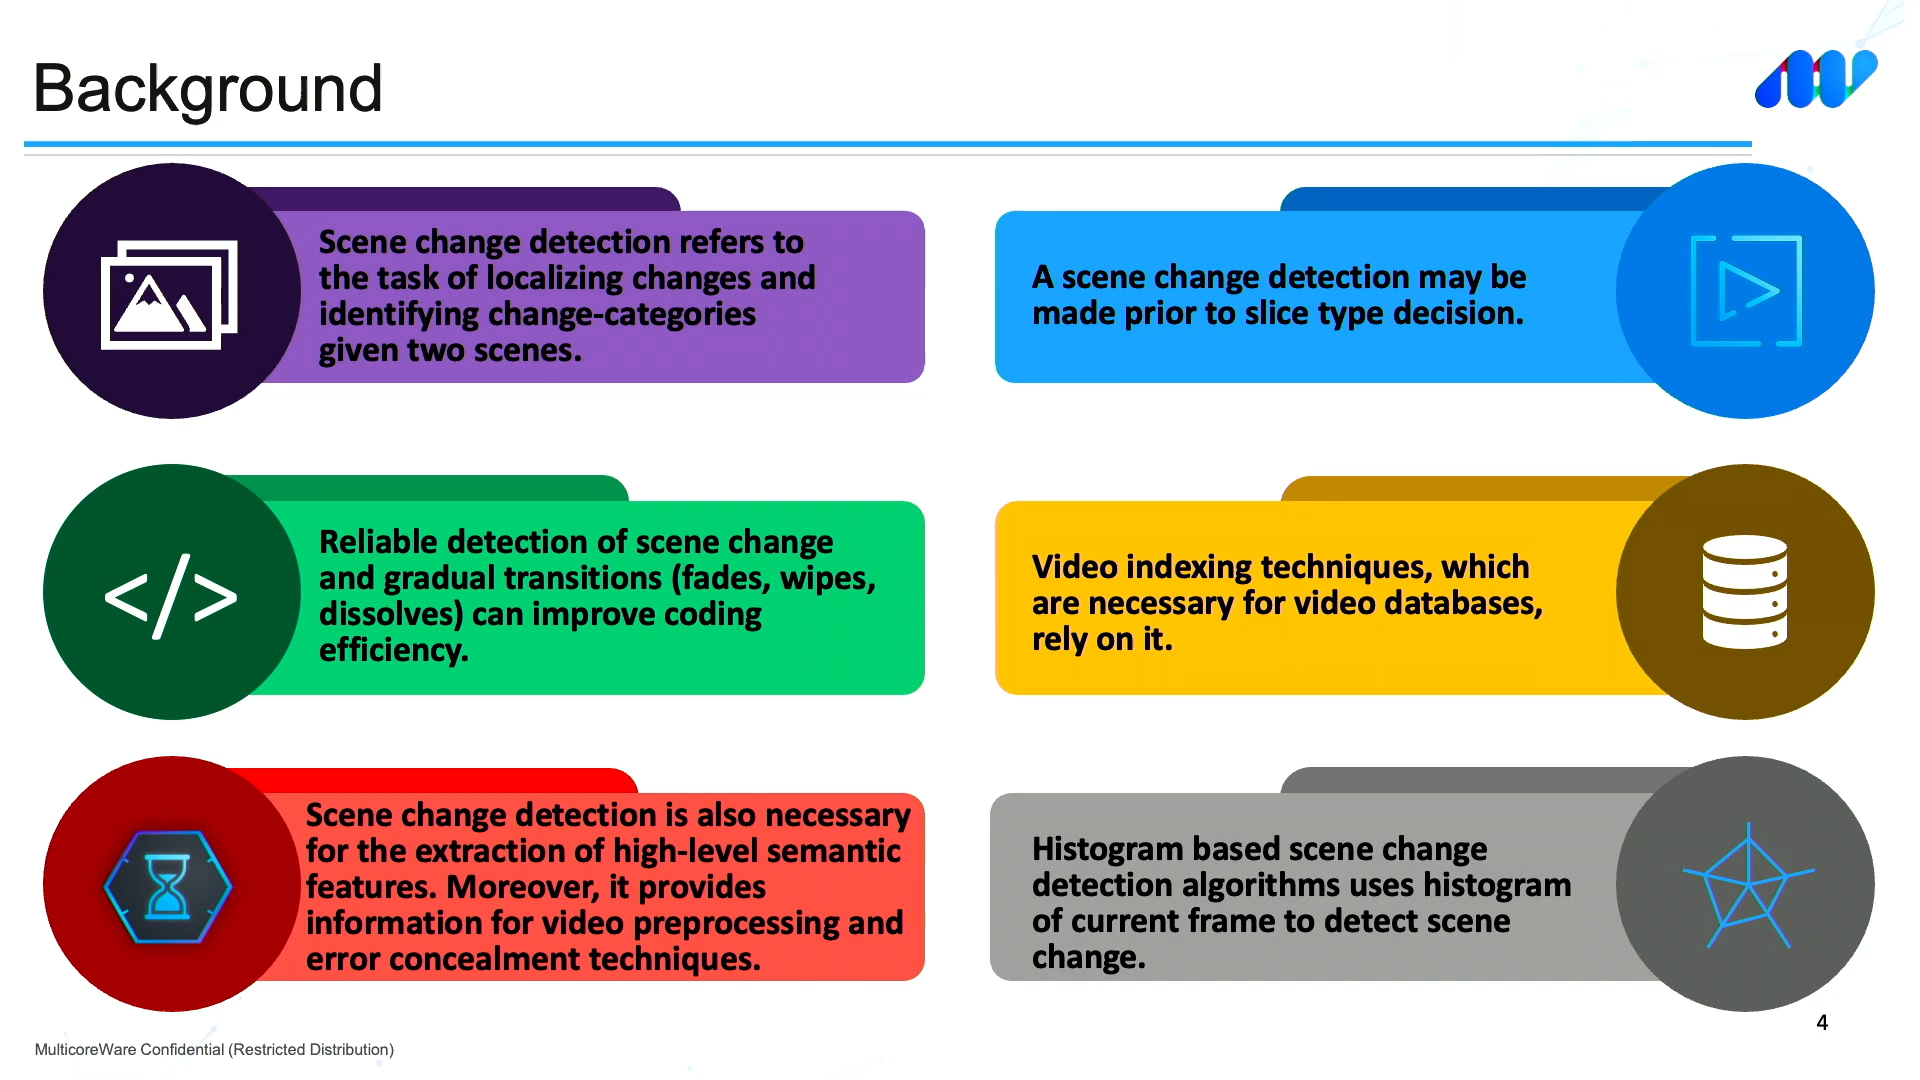 Background
Scene change detection refers to
the task of localizing changes and
identifying change-categories
given two scenes.
A scene change detection may be
made prior to slice type decision.
Reliable detection of scene change
and gradual transitions (fades, wipes,
dissolves) can improve coding
efficiency.
Video indexing techniques, which
are necessary for video databases,
rely on it.
Scene change detection is also necessary
for the extraction of high-level semantic
features. Moreover, it provides
information for video preprocessing and
error concealment techniques.
Histogram based scene change
detection algorithms uses histogram
of current frame to detect scene
change.
4
MulticoreWare Confidential (Restricted Distribution)